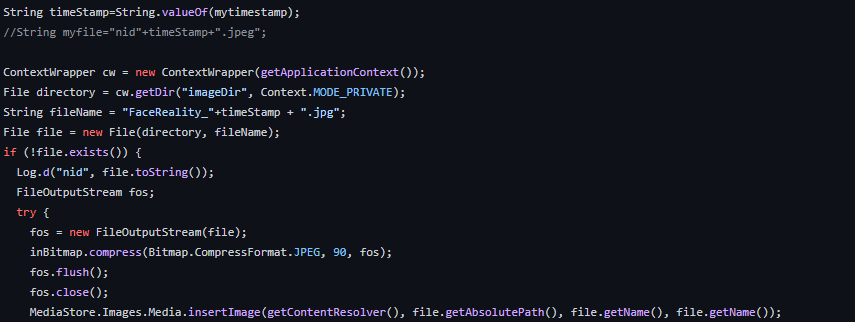 String timeStamp=String.valueOf(mytimestamp);
//String myfile="nid"+timeStamp+".jpeg";
ContextWrapper cw = new ContextWrapper(getApplicationContext());
File directory = cw.getDir("imageDir", Context.MODE_PRIVATE);
String fileName = "FaceReality_"+timeStamp + ".jpg";
File file = new File(directory, fileName);
if (!file.exists()) {
Log.d("nid", file.toString());
FileOutputStream fos;
try {
fos = new FileOutputStream(file);
inBitmap.compress(Bitmap.CompressFormat.JPEG, 90, fos);
fos.flush();
fos.close();
MediaStore.Images.Media.insertImage(getContentResolver(), file.getAbsolutePath(), file.getName(), file.getName());